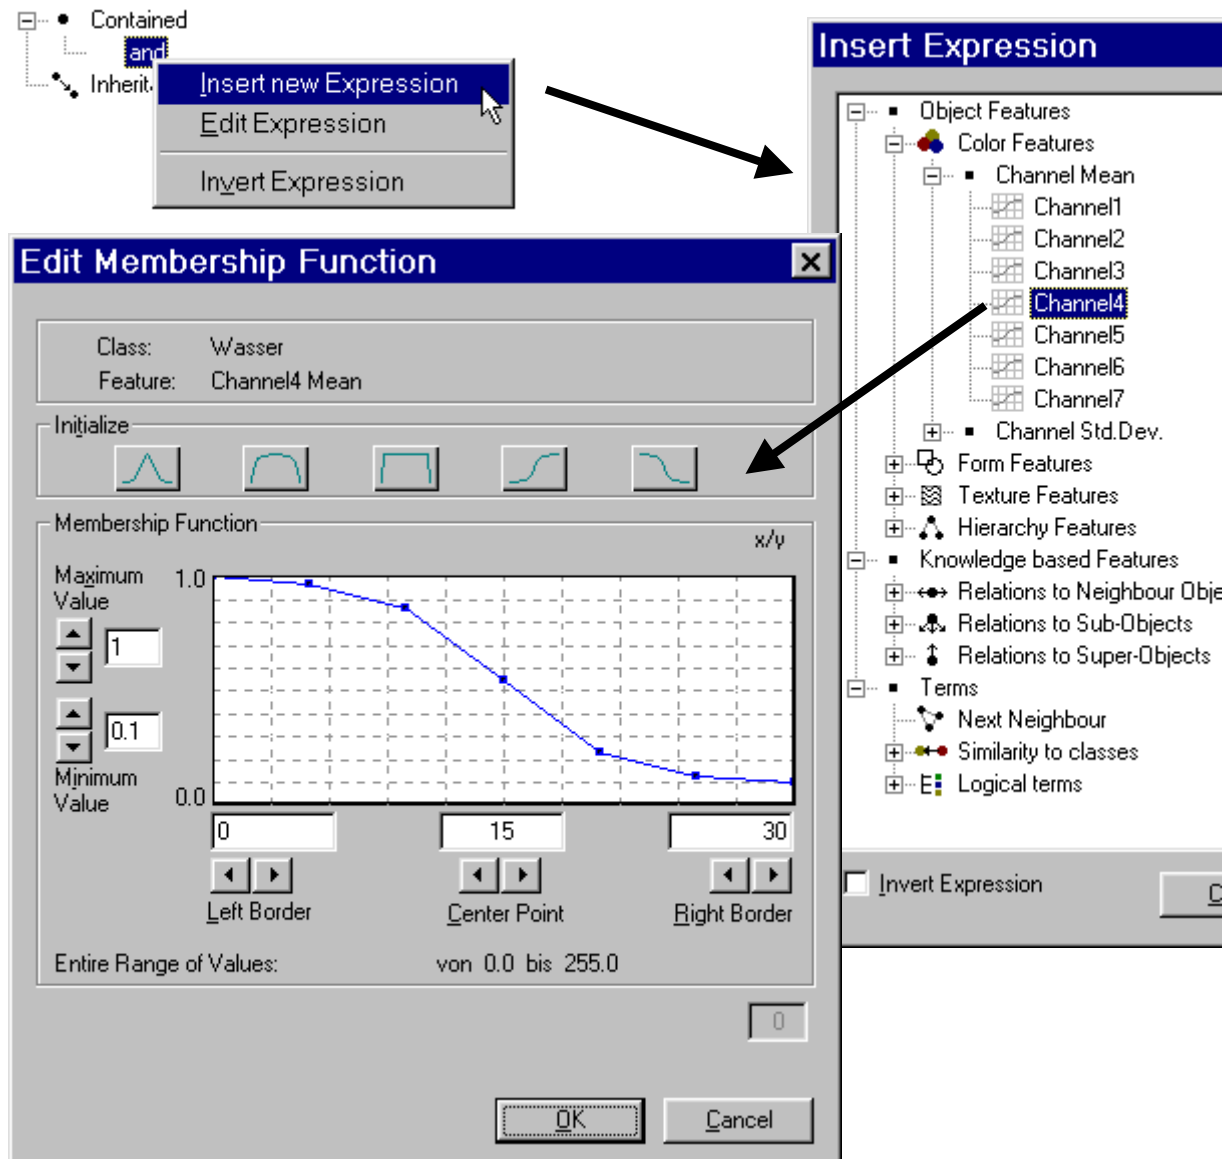 Contained
and
Inherit
Insert new Expression
Edit Expression
Invert Expression
Insert Expression
Object Features
Color Features
Channel Mean
Channel1
Channel2
Channel3
Channel4
Channel5
Channel6
Channel7
Channel Std.Dev.
Form Features
Texture Features
Hierarchy Features
Knowledge based Features
Relations to Neighbour Obje
Relations to Sub-Objects
Relations to Super-Objects
Terms
Next Neighbour
Similarity to classes
Logical terms
Invert Expression
C
Edit Membership Function
Class: Wasser
Feature: Channel4 Mean
Initialize
Membership Function
x/y
Maximum
Value
1
0.1
Minimum
Value
1.0
0.0
0 15 30
Left Border Center Point Right Border
Entire Range of Values: von 0.0 bis 255.0
0
OK Cancel